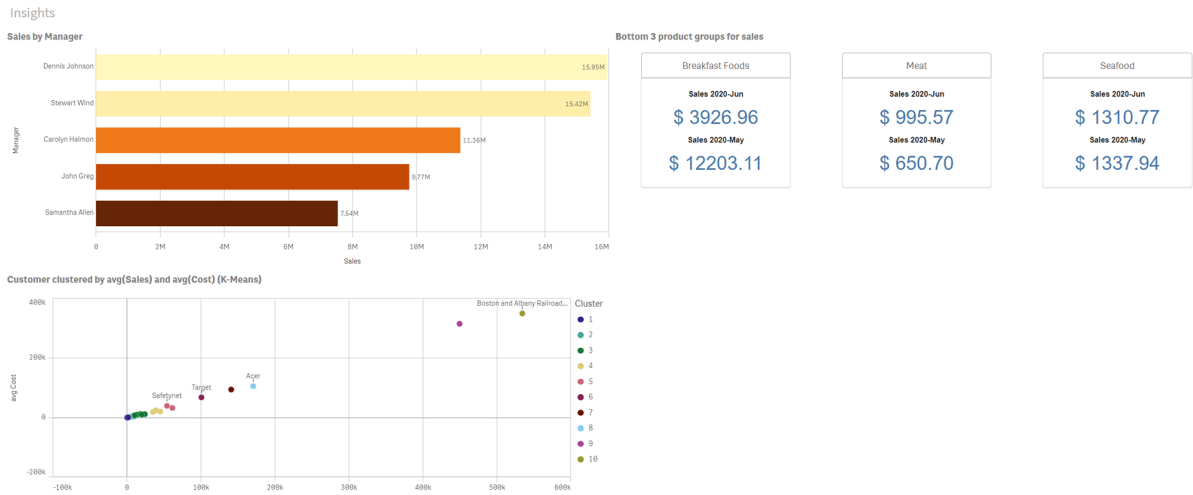 Insights
Sales by Manager
Manager
Dennis Johnson
15.95M
Stewart Wind
15.42M
Carolyn Halmon
11.36M
John Greg
9.77M
Samantha Allen
7.54M
0 2M 4M 6M 8M 10M 12M 14M 16M
Sales
Bottom 3 product groups for sales
Breakfast Foods
Sales 2020-Jun
$ 3926.96
Sales 2020-May
$ 12203.11
Meat
Sales 2020-Jun
$ 995.57
Sales 2020-May
$ 650.70
Seafood
Sales 2020-Jun
$ 1310.77
Sales 2020-May
$ 1337.94
Customer clustered by avg(Sales) and avg(Cost) (K-Means)
avg Cost
400k
200k
0
-200k
Boston and Albany Railroad...
Acer
Target
Safetynet
-100k 0 100k 200k 300k 400k 500k 600k
Cluster
1
2
3
4
5
6
7
8
9
10